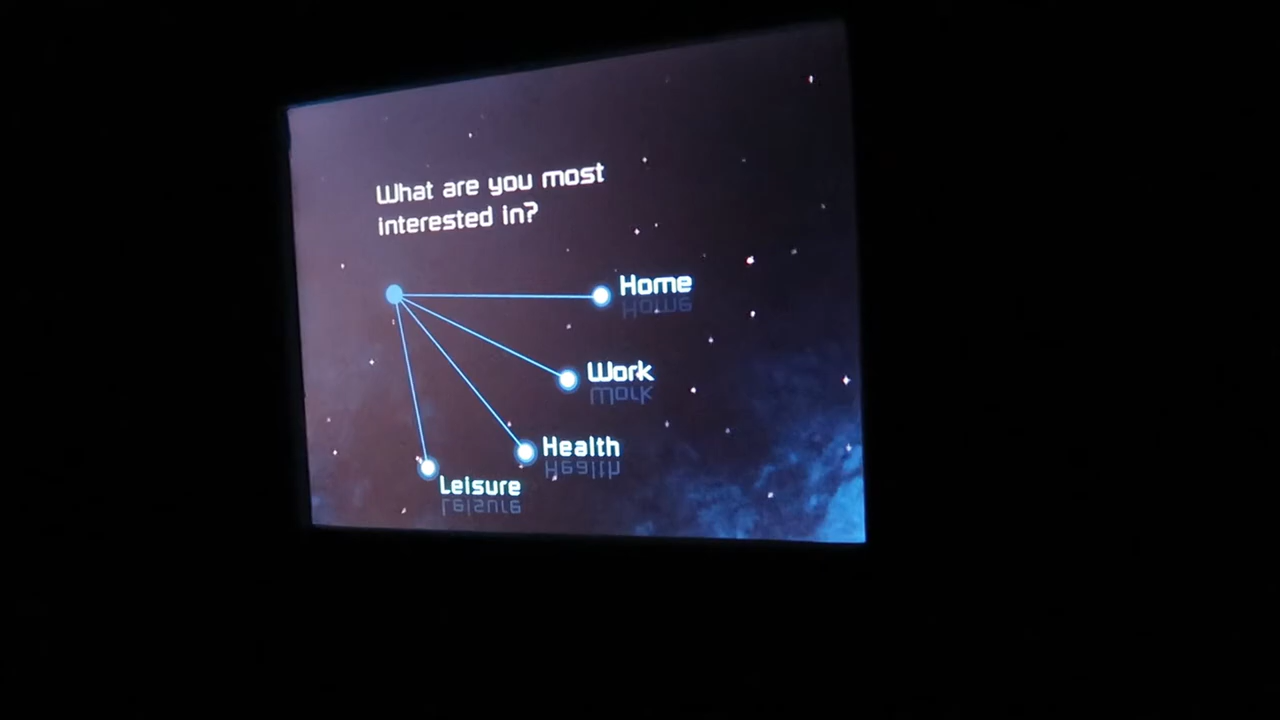 What are you most
interested in?
Home
Work
Health
Leisure